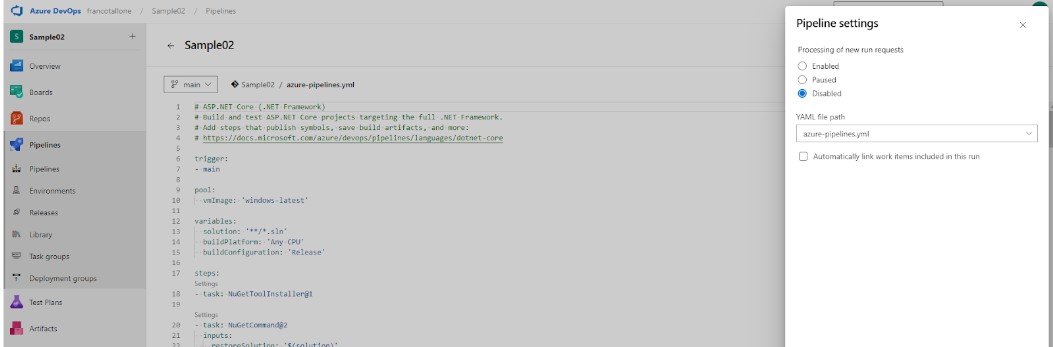 Azure DevOps francotallone / Sample02 / Pipelines
S Sample02 +
Overview
Boards
Repos
Pipelines
Pipelines
Environments
Releases
Library
Task groups
Deployment groups
Test Plans
Artifacts
← Sample02
main Sample02 / azure-pipelines.yml
1 # ASP.NET Core (.NET Framework)
2 # Build and test ASP.NET Core projects targeting the full .NET Framework.
3 # Add steps that publish symbols, save build artifacts, and more:
4 # https://docs.microsoft.com/azure/devops/pipelines/languages/dotnet-core
5
6 trigger:
7 - main
8
9 pool:
10 vmImage: 'windows-latest'
11
12 variables:
13 solution: '**/*.sln'
14 buildPlatform: 'Any CPU'
15 buildConfiguration: 'Release'
16
17 steps:
Settings
18 - task: NuGetToolInstaller@1
19
Settings
20 - task: NuGetCommand@2
21 inputs:
22 restoreSolution: '$(solution)'
Pipeline settings
Processing of new run requests
Enabled
Paused
Disabled
YAML file path
azure-pipelines.yml
Automatically link work items included in this run